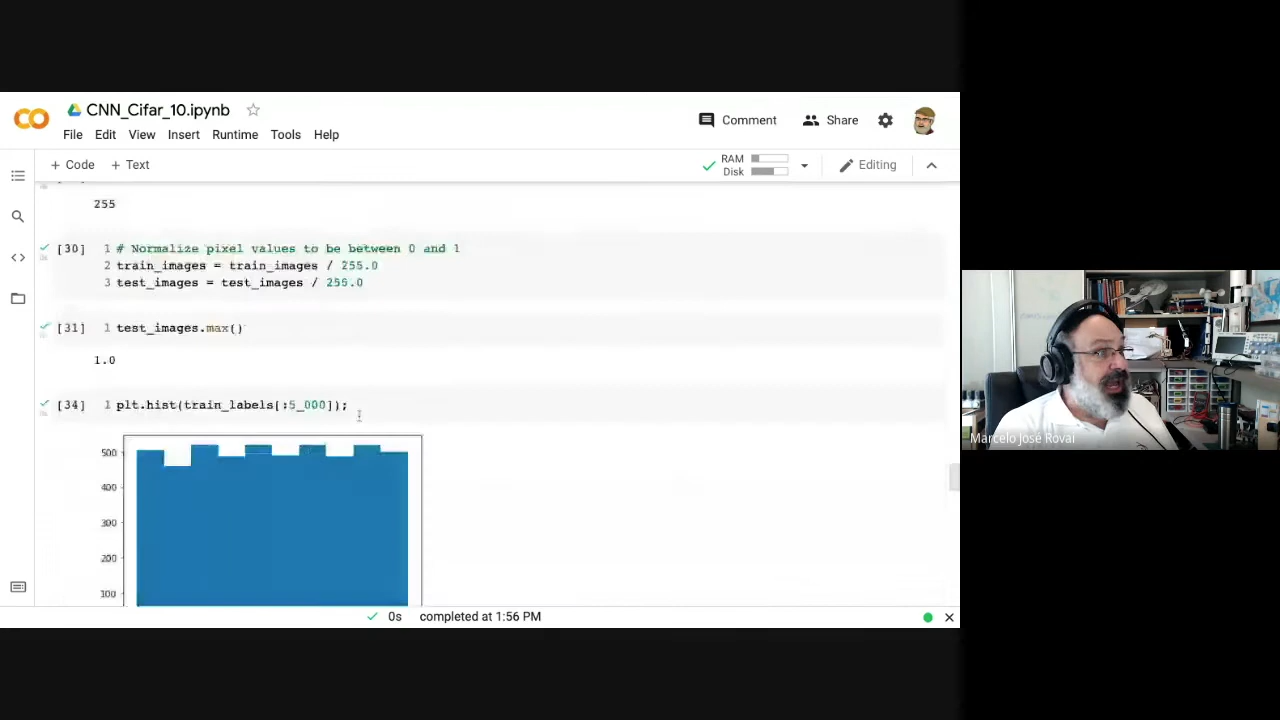 CNN_Cifar_10.ipynb
File Edit View Insert Runtime Tools Help
Comment
Share
+ Code + Text
RAM
Disk
Editing
255
[30] 1 # Normalize pixel values to be between 0 and 1
2 train_images = train_images / 255.0
3 test_images = test_images / 255.0
[31] 1 test_images.max()
1.0
[34] 1 plt.hist(train_labels[:5_000]);
500
400
300
200
100
0s completed at 1:56 PM
Marcelo José Rovai